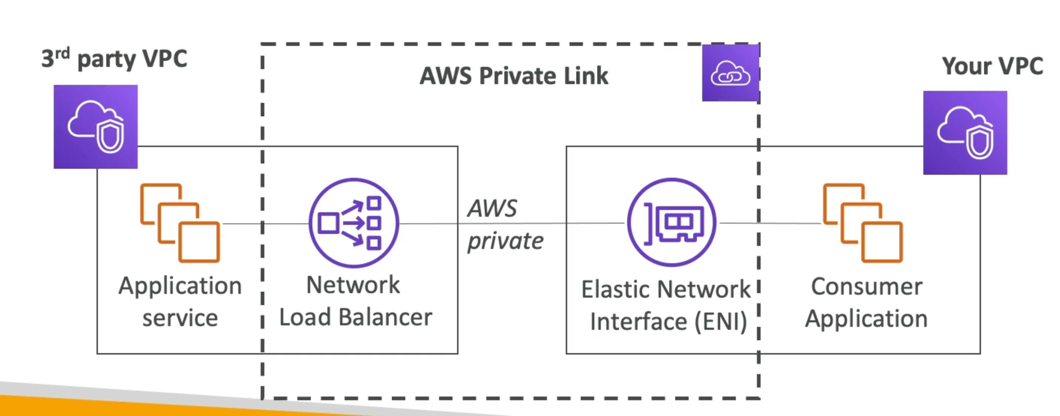 3rd party VPC
AWS Private Link
Your VPC
AWS
private
Application
service
Network
Load Balancer
Elastic Network
Interface (ENI)
Consumer
Application